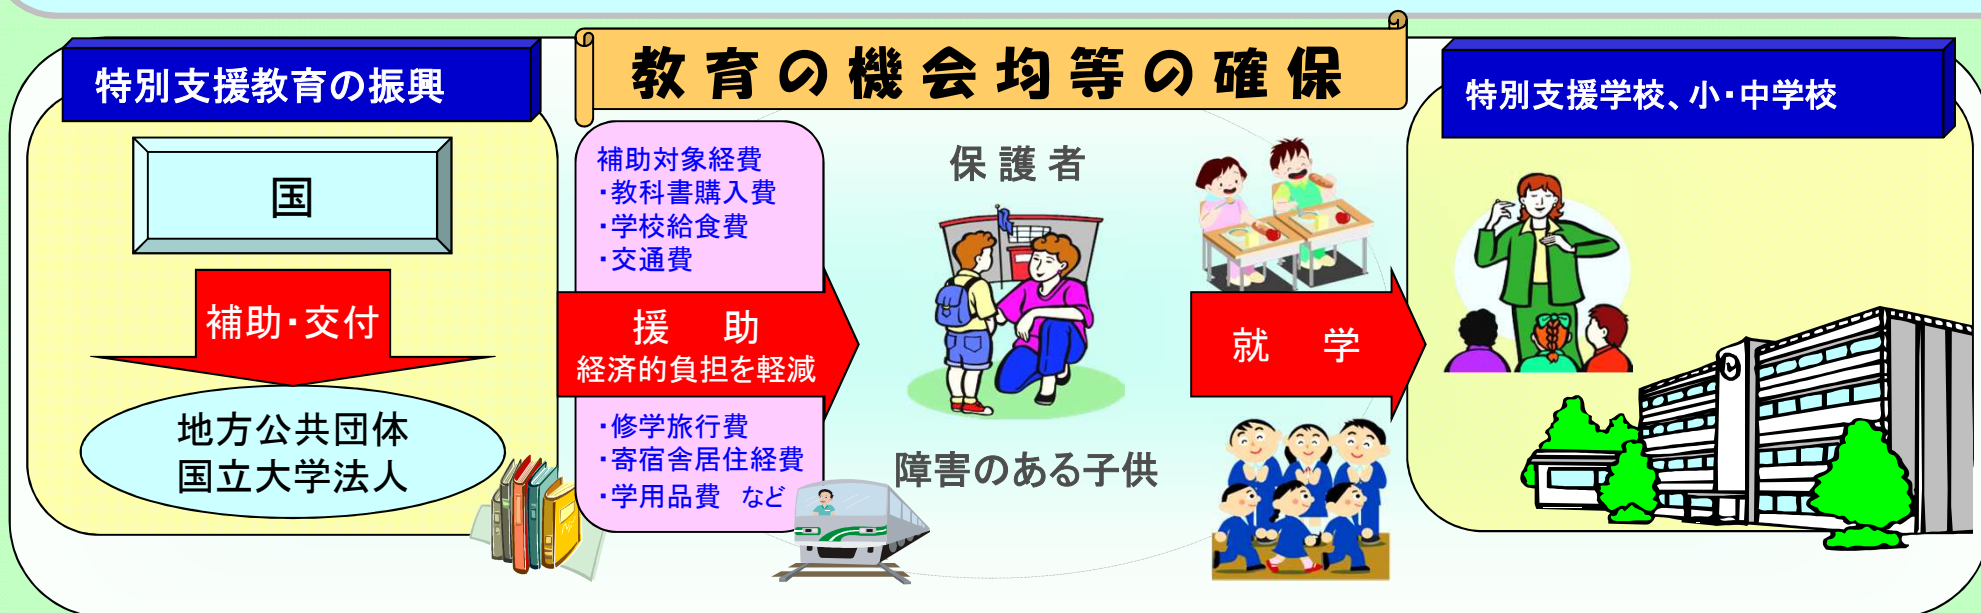 教育の機会均等の確保
特別支援教育の振興
国
補助・交付
地方公共団体
国立大学法人
補助対象経費
・教科書購入費
・学校給食費
・交通費
援　助
経済的負担を軽減
・修学旅行費
・寄宿舎居住経費
・学用品費　など
保護者
障害のある子供
就　学
特別支援学校、小・中学校